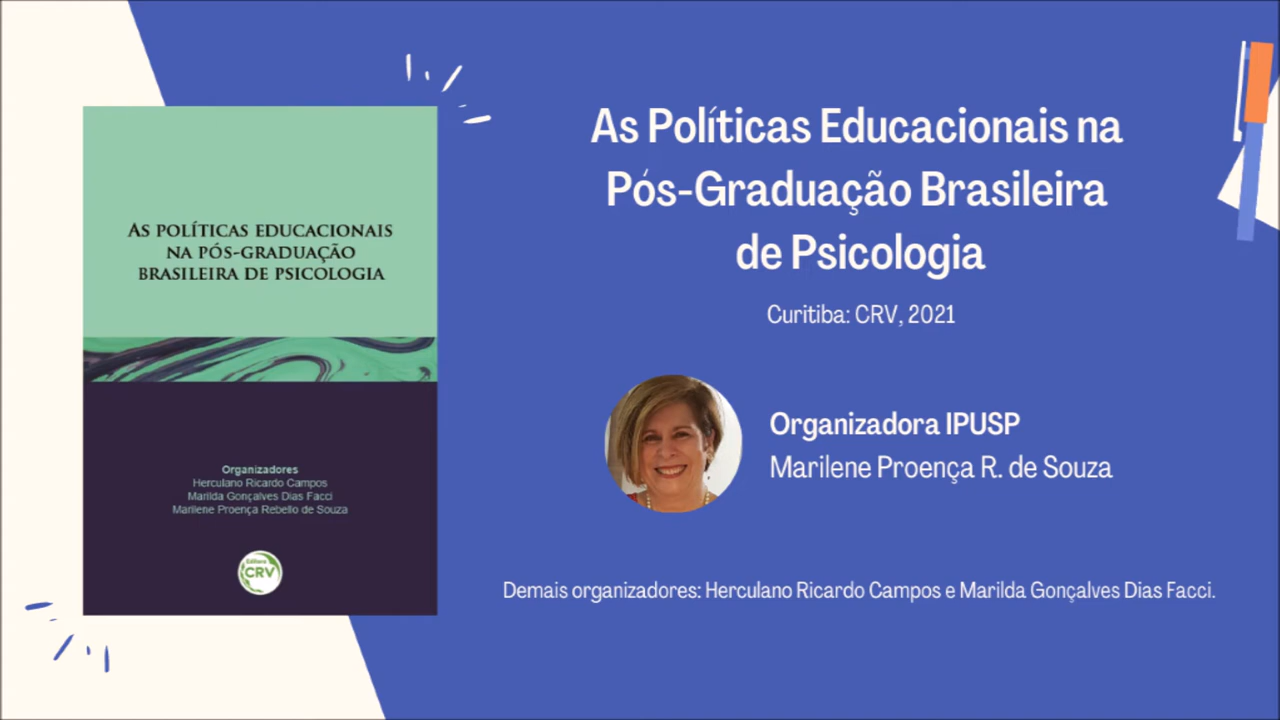 As políticas educacionais
na pós-graduação
brasileira de psicologia
Organizadores
Herculano Ricardo Campos
Marilda Gonçalves Dias Facci
Marilene Proença Rebello de Souza
Editora
CRV
As Políticas Educacionais na
Pós-Graduação Brasileira
de Psicologia
Curitiba: CRV, 2021
Organizadora IPUSP
Marilene Proença R. de Souza
Demais organizadores: Herculano Ricardo Campos e Marilda Gonçalves Dias Facci.